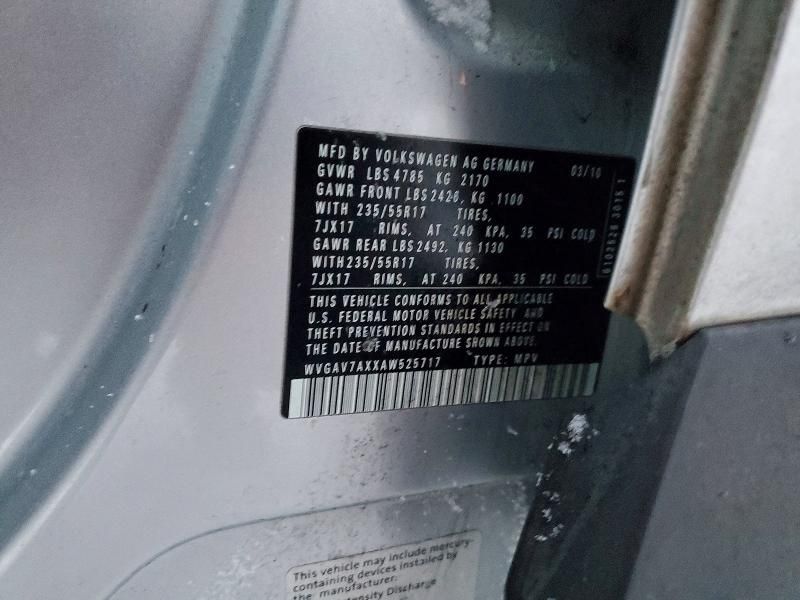 MFD BY VOLKSWAGEN AG GERMANY 03/10
GVWR LBS 4785 KG 2170
GAWR FRONT LBS 2426, KG 1100
WITH 235/55R17 TIRES,
7JX17 RIMS, AT 240 KPA, 35 PSI COLD
GAWR REAR LBS 2492, KG 1130
WITH 235/55R17 TIRES,
7JX17 RIMS, AT 240 KPA, 35 PSI COLD
THIS VEHICLE CONFORMS TO ALL APPLICABLE
U.S. FEDERAL MOTOR VEHICLE SAFETY AND
THEFT PREVENTION STANDARDS IN EFFECT ON
THE DATE OF MANUFACTURE SHOWN ABOVE.
WVGAV7AXXAW525717 TYPE: MPV
This vehicle may include mercury-
containing devices installed by
the manufacturer:
Discharge